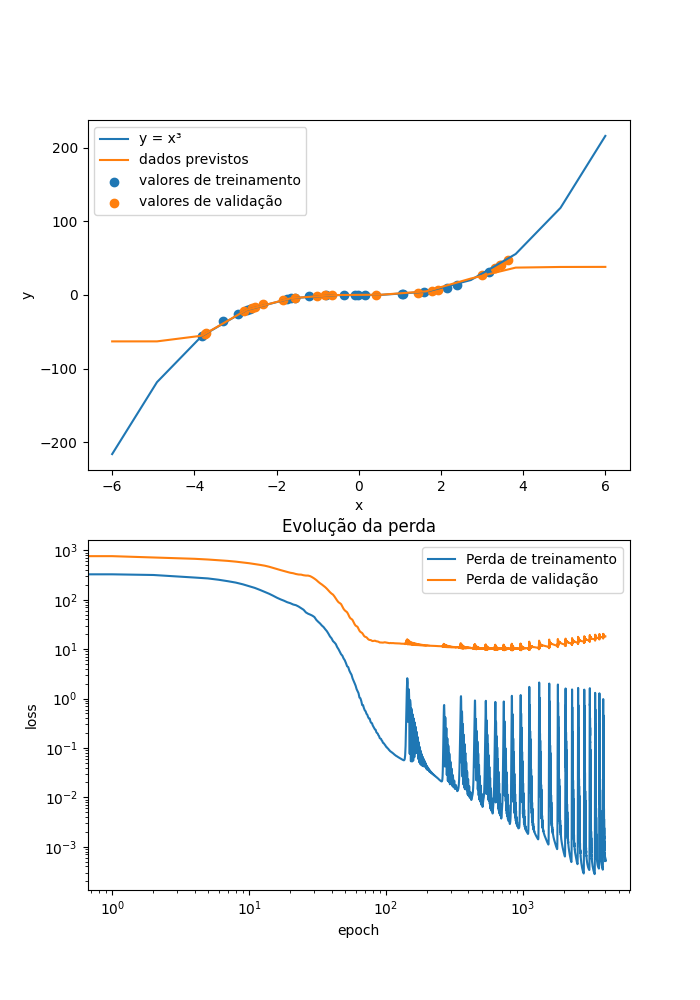 y = x³
dados previstos
valores de treinamento
valores de validação
200
100
0
−100
−200
y
−6 −4 −2 0 2 4 6
x
Evolução da perda
Perda de treinamento
Perda de validação
10³
10²
10¹
10⁰
10⁻¹
10⁻²
10⁻³
loss
10⁰ 10¹ 10² 10³
epoch